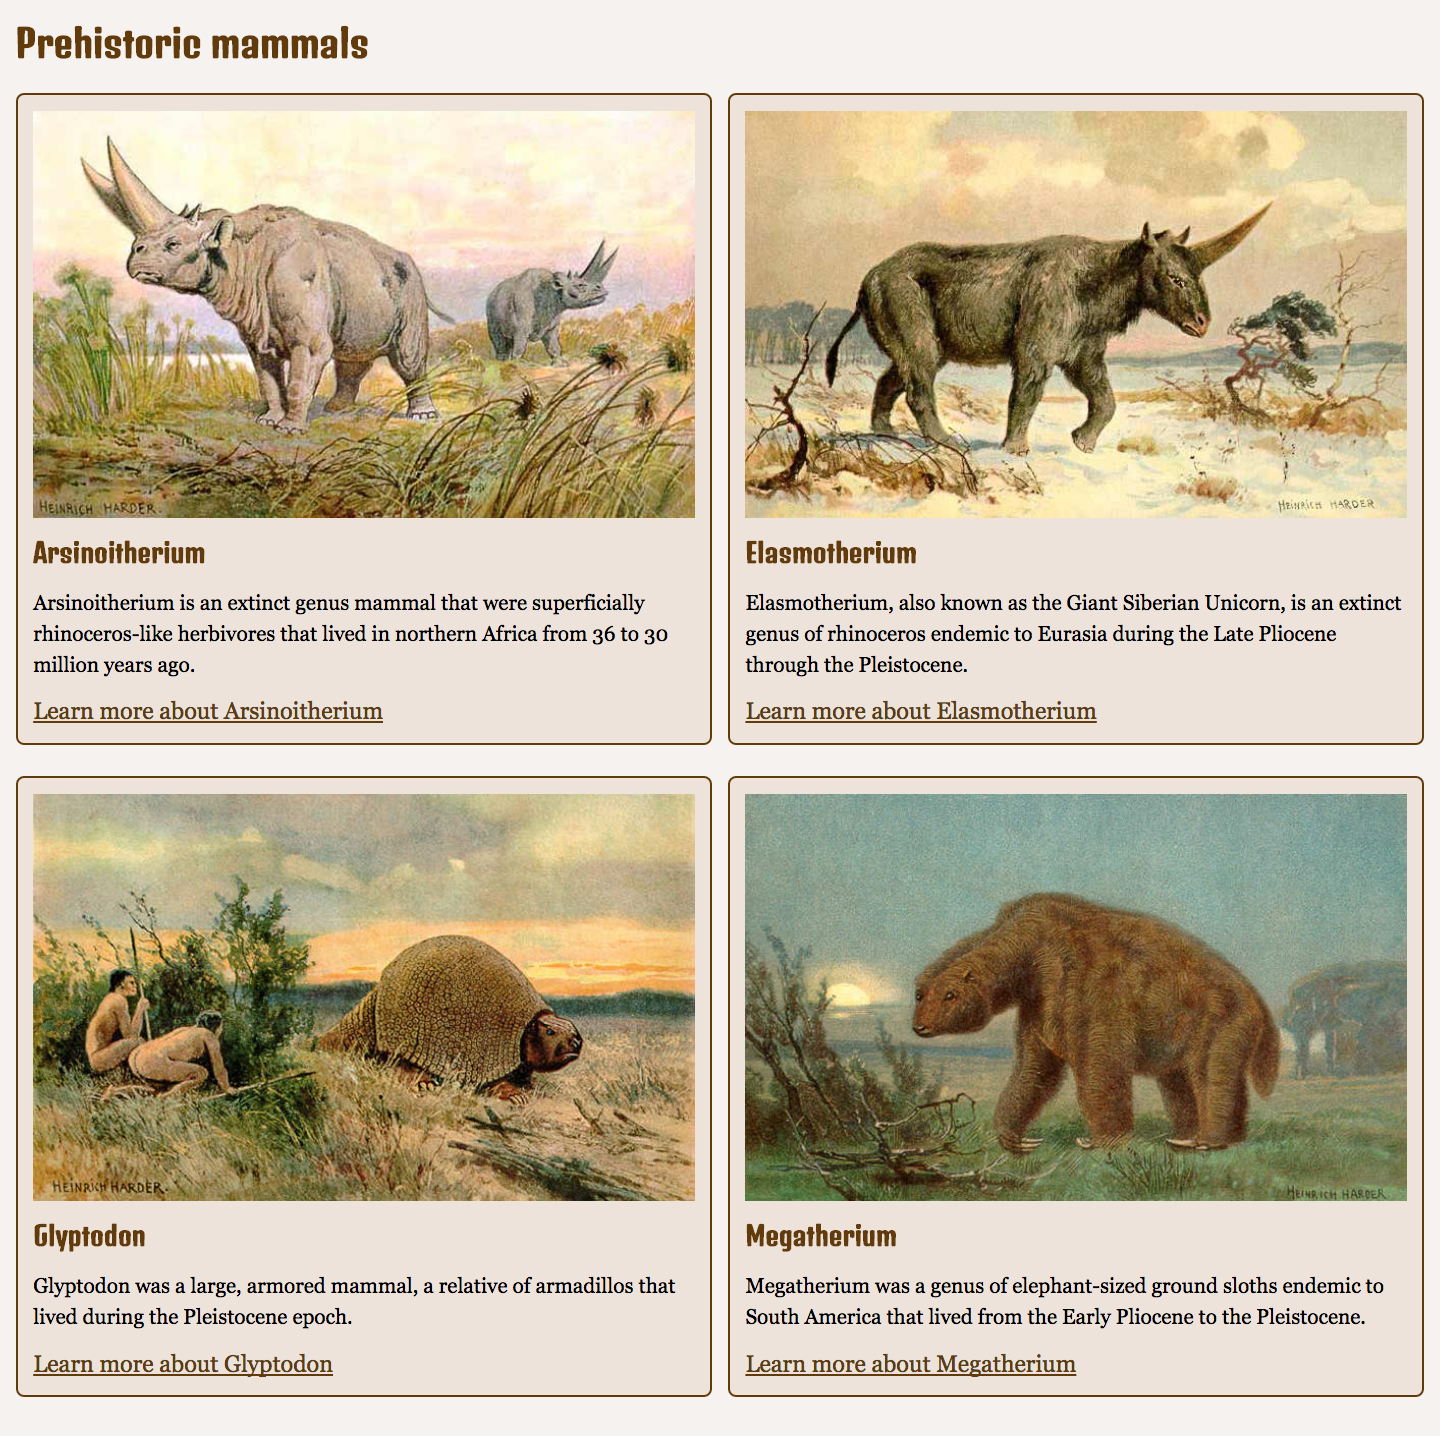 Prehistoric mammals
HEINRICH HARDER.
HEINRICH HARDER
Arsinoitherium
Arsinoitherium is an extinct genus mammal that were superficially
rhinoceros-like herbivores that lived in northern Africa from 36 to 30
million years ago.
Learn more about Arsinoitherium
Elasmotherium
Elasmotherium, also known as the Giant Siberian Unicorn, is an extinct
genus of rhinoceros endemic to Eurasia during the Late Pliocene
through the Pleistocene.
Learn more about Elasmotherium
HEINRICH HARDER.
Glyptodon
Glyptodon was a large, armored mammal, a relative of armadillos that
lived during the Pleistocene epoch.
Learn more about Glyptodon
HEINRICH HARDER
Megatherium
Megatherium was a genus of elephant-sized ground sloths endemic to
South America that lived from the Early Pliocene to the Pleistocene.
Learn more about Megatherium